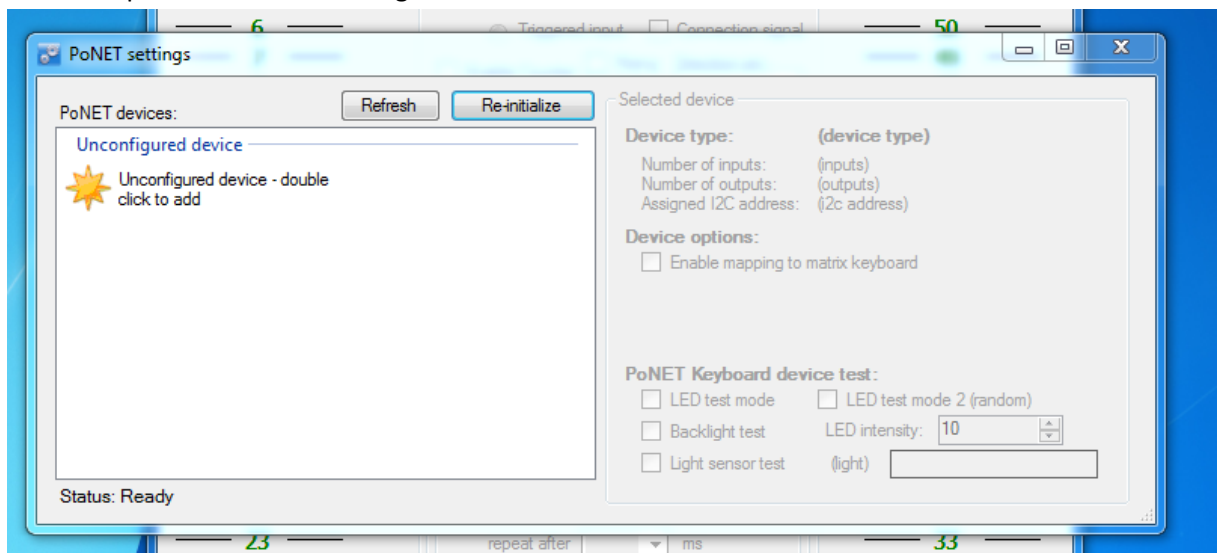 6
Triggered input
Connection signal
50
PoNET settings
PoNET devices:
Refresh
Re-initialize
Unconfigured device
Unconfigured device - double
click to add
Status: Ready
Selected device
Device type: (device type)
Number of inputs: (inputs)
Number of outputs: (outputs)
Assigned I2C address: (i2c address)
Device options:
Enable mapping to matrix keyboard
PoNET Keyboard device test:
LED test mode
LED test mode 2 (random)
Backlight test
LED intensity: 10
Light sensor test
(light)
23
repeat after
ms
33